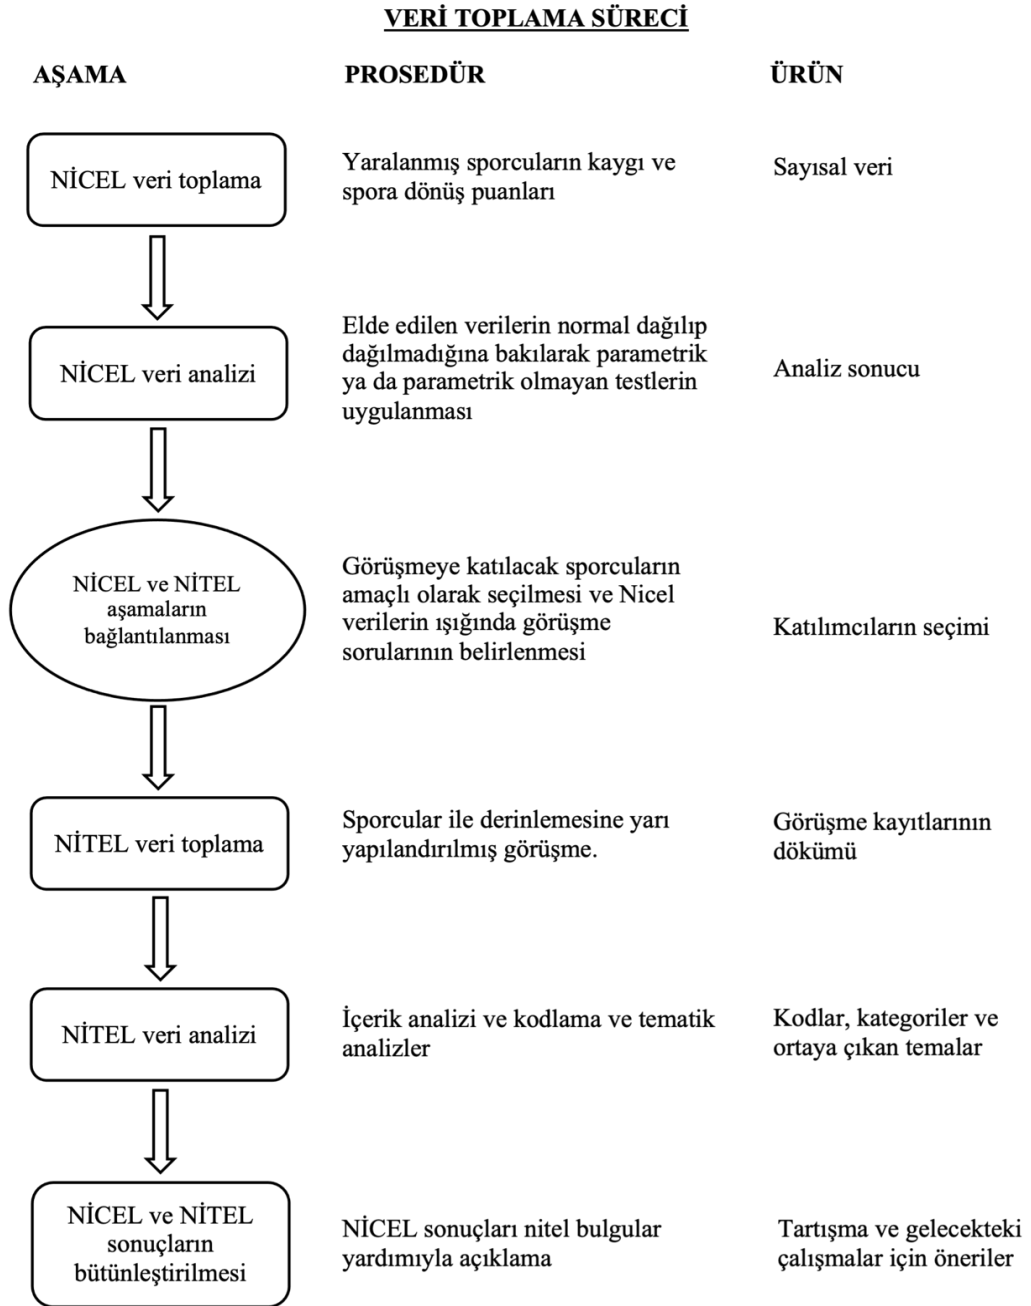 VERİ TOPLAMA SÜRECİ
AŞAMA
PROSEDÜR
ÜRÜN
NİCEL veri toplama
Yaralanmış sporcuların kaygı ve
spora dönüş puanları
Sayısal veri
NİCEL veri analizi
Elde edilen verilerin normal dağılıp
dağılmadığına bakılarak parametrik
ya da parametrik olmayan testlerin
uygulanması
Analiz sonucu
NİCEL ve NİTEL
aşamaların
bağlantılanması
Görüşmeye katılacak sporcuların
amaçlı olarak seçilmesi ve Nicel
verilerin ışığında görüşme
sorularının belirlenmesi
Katılımcıların seçimi
NİTEL veri toplama
Sporcular ile derinlemesine yarı
yapılandırılmış görüşme.
Görüşme kayıtlarının
dökümü
NİTEL veri analizi
İçerik analizi ve kodlama ve tematik
analizler
Kodlar, kategoriler ve
ortaya çıkan temalar
NİCEL ve NİTEL
sonuçların
bütünleştirilmesi
NİCEL sonuçları nitel bulgular
yardımıyla açıklama
Tartışma ve gelecekteki
çalışmalar için öneriler